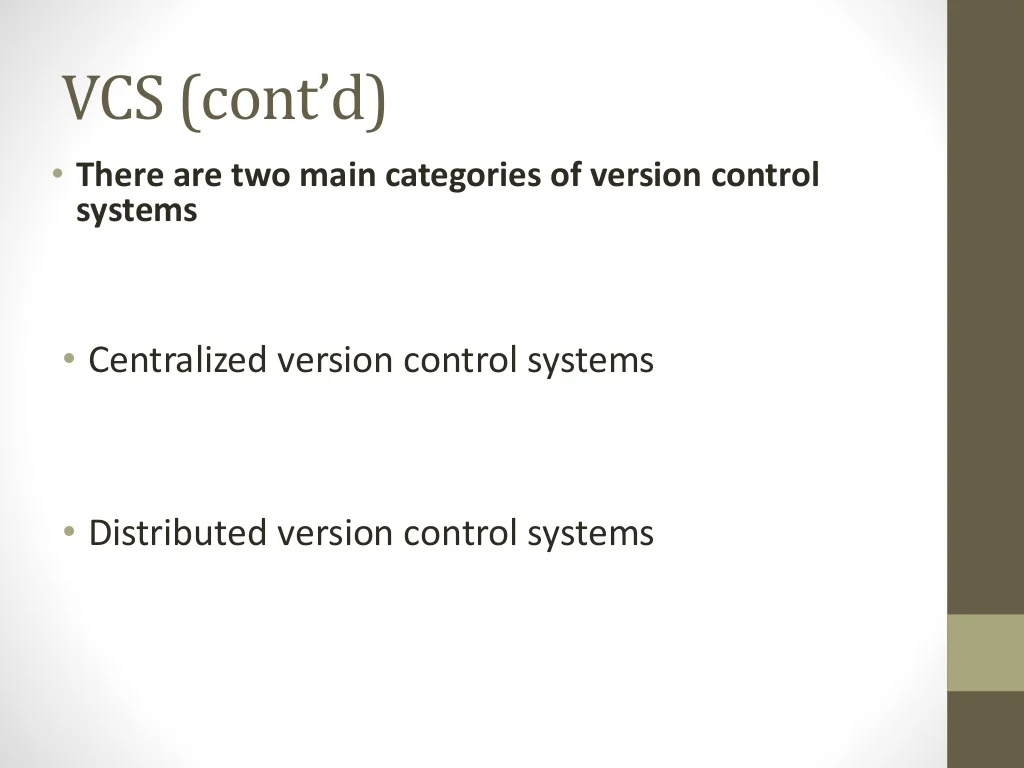 VCS (cont’d)
• There are two main categories of version control
systems
• Centralized version control systems
• Distributed version control systems